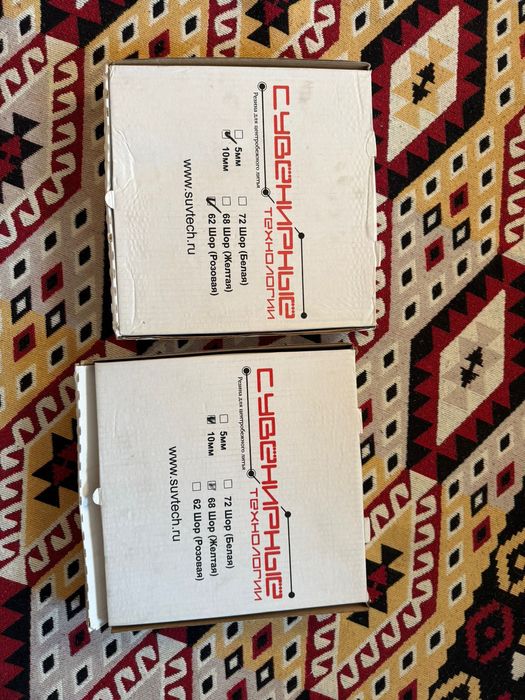 СУВЕНИРНЫЕ
ТЕХНОЛОГИИ
Резина для центробежного литья
5мм
10мм
72 Шор (Белая)
68 Шор (Желтая)
62 Шор (Розовая)
www.suvtech.ru
СУВЕНИРНЫЕ
ТЕХНОЛОГИИ
Резина для центробежного литья
5мм
10мм
72 Шор (Белая)
68 Шор (Желтая)
62 Шор (Розовая)
www.suvtech.ru